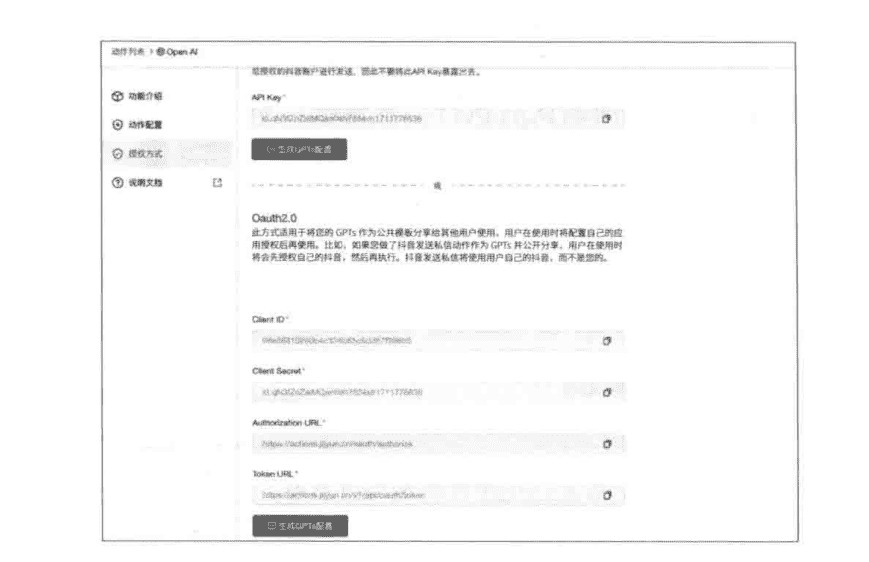 动作列表 > Open AI
给授权的抖音账户进行发送，因此不要将此API Key暴露出去。
功能介绍
API Key*
动作配置
生成GPTs配置
授权方式
说明文档
或
Oauth2.0
此方式适用于将您的 GPTs 作为公共模板分享给其他用户使用，用户在使用时将配置自己的应
用授权后再使用。比如，如果您做了抖音发送私信动作作为 GPTs 并公开分享，用户在使用时
将会先授权自己的抖音，然后再执行。抖音发送私信将使用用户自己的抖音，而不是您的。
Client ID*
Client Secret*
Authorization URL*
Token URL*
生成GPTs配置